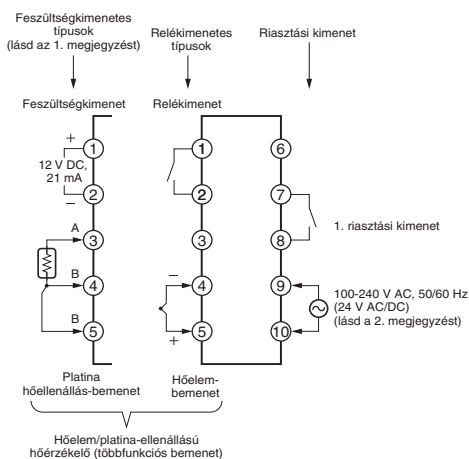 Feszültségkimenetes
típusok
(lásd az 1. megjegyzést)
Relékimenetes
típusok
Riasztási kimenet
Feszültségkimenet
Relékimenet
+
1
12 V DC,
21 mA
2
−
A
3
B
4
B
5
1
2
3
−
4
5
+
6
7
8
1. riasztási kimenet
9
10
100-240 V AC, 50/60 Hz
(24 V AC/DC)
(lásd a 2. megjegyzést)
Platina
hőellenállás-bemenet
Hőelem-
bemenet
Hőelem/platina-ellenállású
hőérzékelő (többfunkciós bemenet)